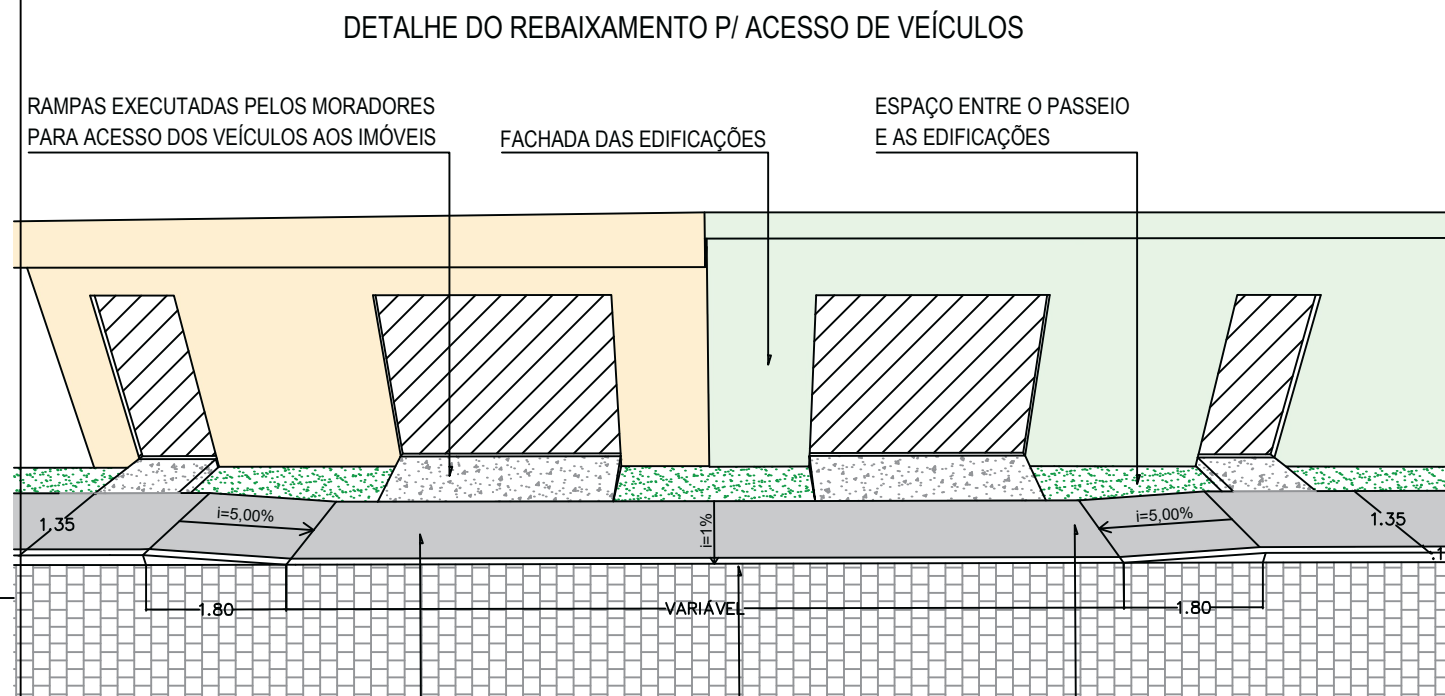 DETALHE DO REBAIXAMENTO P/ ACESSO DE VEÍCULOS
RAMPAS EXECUTADAS PELOS MORADORES
PARA ACESSO DOS VEÍCULOS AOS IMÓVEIS
FACHADA DAS EDIFICAÇÕES
ESPAÇO ENTRE O PASSEIO
E AS EDIFICAÇÕES
1.35
i=5,00%
i=1%
i=5,00%
1.35
1.80
VARIÁVEL
1.80